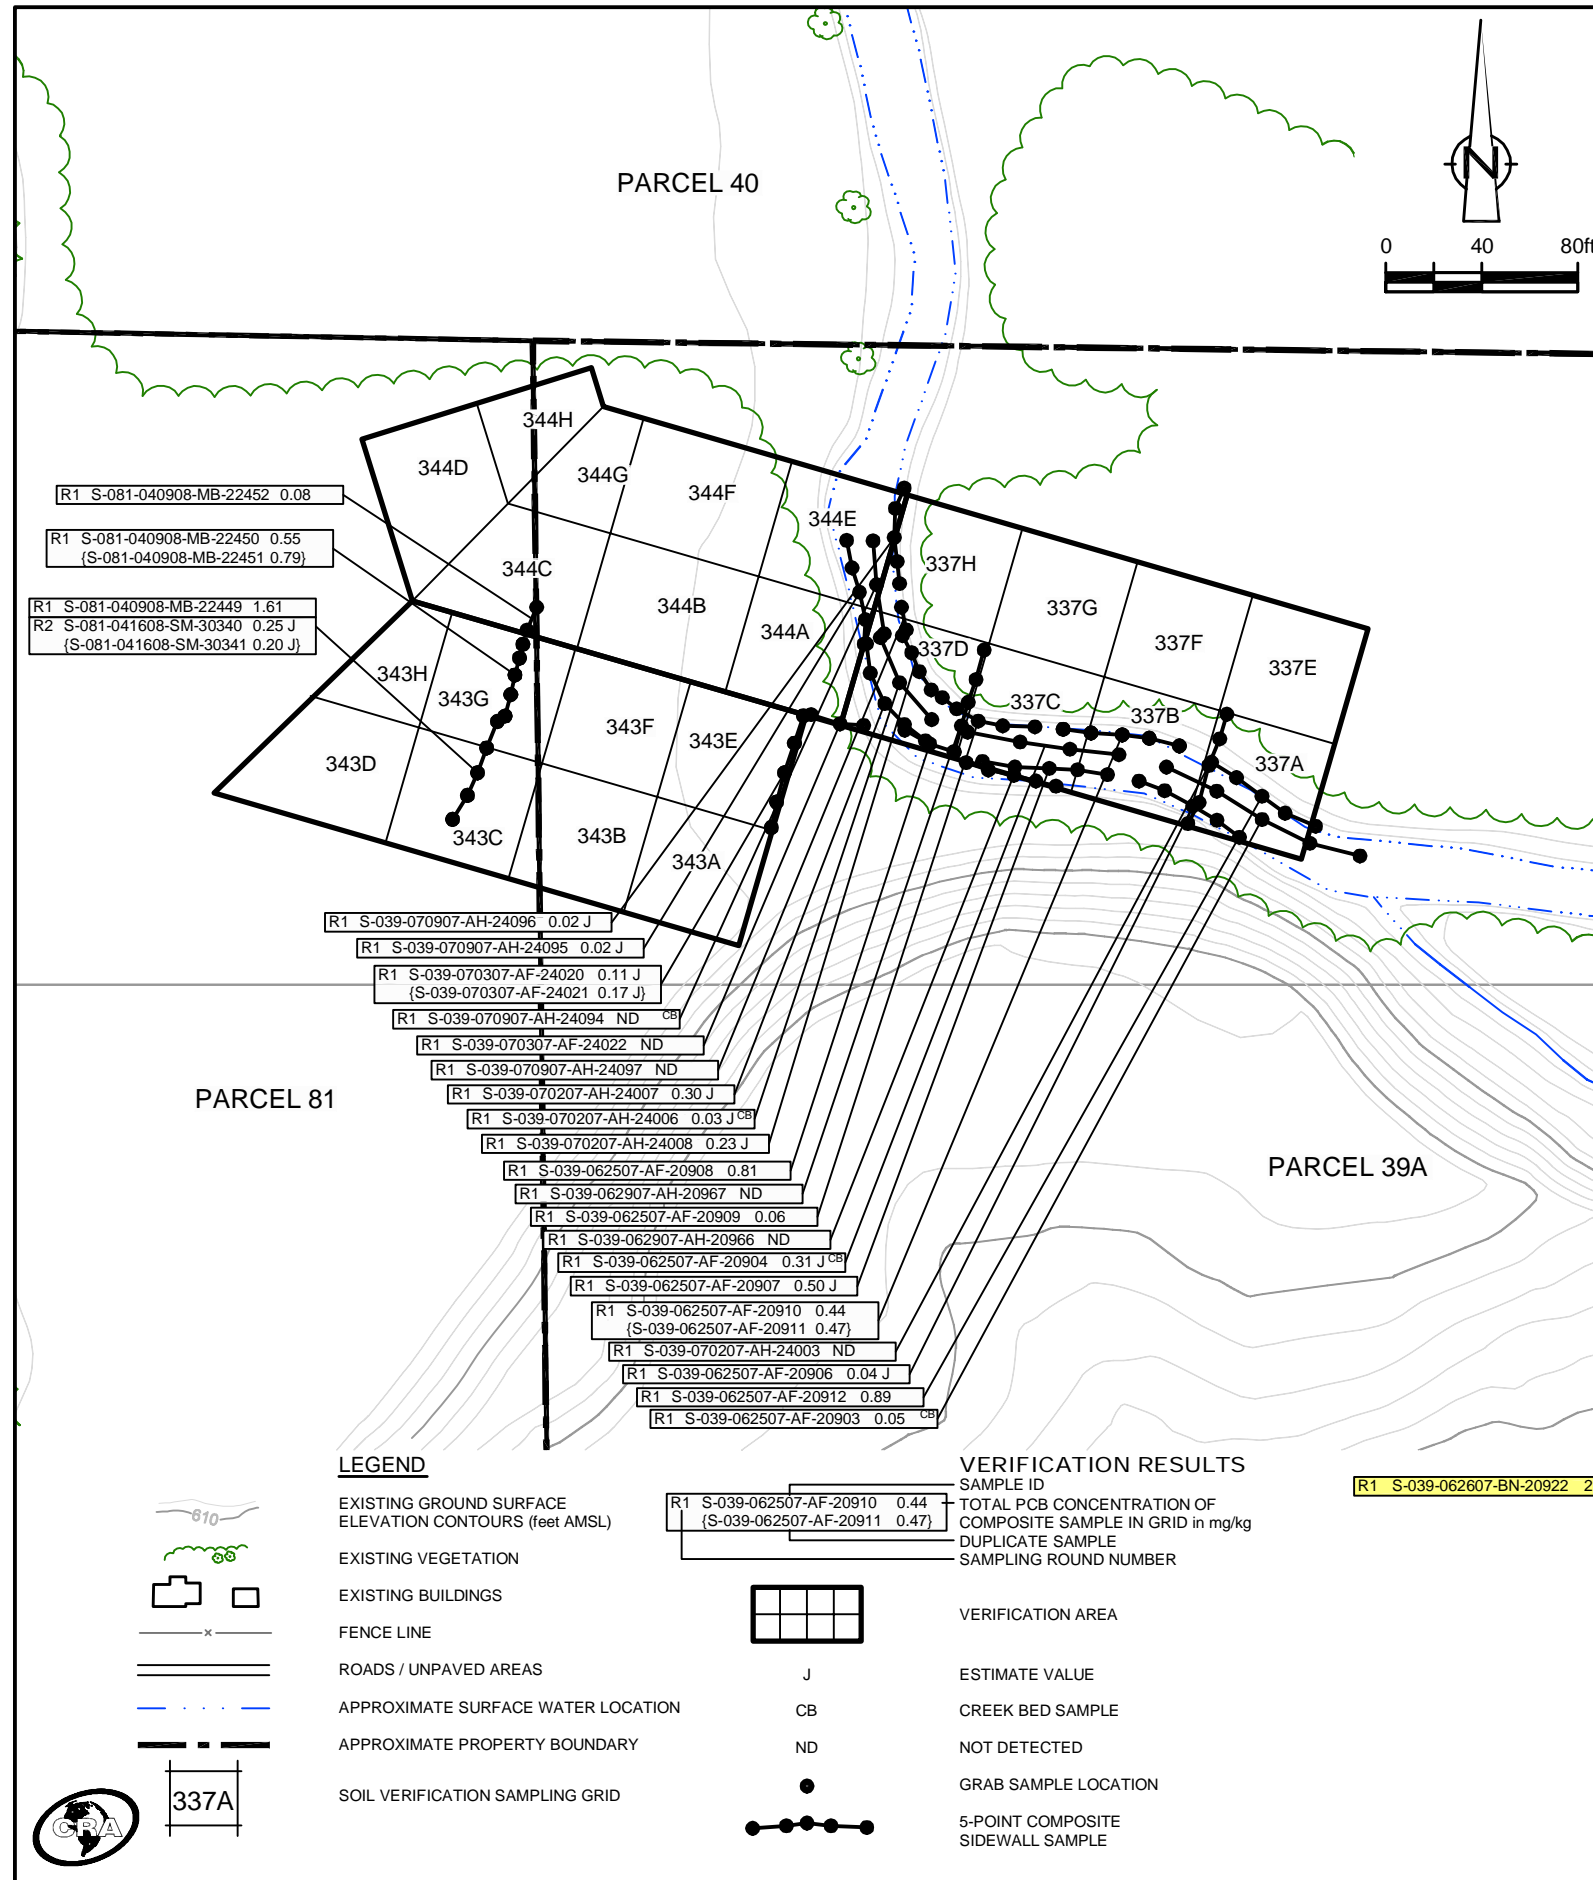 PARCEL 40
N
0 40 80ft
344H
344D
344G
344F
344E
344C
344B
344A
337H
337G
337F
337E
337D
337C
337B
337A
343H
343G
343F
343E
343D
343C
343B
343A
R1 S-081-040908-MB-22452 0.08
R1 S-081-040908-MB-22450 0.55
{S-081-040908-MB-22451 0.79}
R1 S-081-040908-MB-22449 1.61
R2 S-081-041608-SM-30340 0.25 J
{S-081-041608-SM-30341 0.20 J}
R1 S-039-070907-AH-24096 0.02 J
R1 S-039-070907-AH-24095 0.02 J
R1 S-039-070307-AF-24020 0.11 J
{S-039-070307-AF-24021 0.17 J}
R1 S-039-070907-AH-24094 ND CB
R1 S-039-070307-AF-24022 ND
R1 S-039-070907-AH-24097 ND
R1 S-039-070207-AH-24007 0.30 J
R1 S-039-070207-AH-24006 0.03 J CB
R1 S-039-070207-AH-24008 0.23 J
R1 S-039-062507-AF-20908 0.81
R1 S-039-062907-AH-20967 ND
R1 S-039-062507-AF-20909 0.06
R1 S-039-062907-AH-20966 ND
R1 S-039-062507-AF-20904 0.31 J CB
R1 S-039-062507-AF-20907 0.50 J
R1 S-039-062507-AF-20910 0.44
{S-039-062507-AF-20911 0.47}
R1 S-039-070207-AH-24003 ND
R1 S-039-062507-AF-20906 0.04 J
R1 S-039-062507-AF-20912 0.89
R1 S-039-062507-AF-20903 0.05 CB
PARCEL 81
PARCEL 39A
LEGEND
610
EXISTING GROUND SURFACE
ELEVATION CONTOURS (feet AMSL)
EXISTING VEGETATION
EXISTING BUILDINGS
x
FENCE LINE
ROADS / UNPAVED AREAS
APPROXIMATE SURFACE WATER LOCATION
APPROXIMATE PROPERTY BOUNDARY
337A
SOIL VERIFICATION SAMPLING GRID
CRA
VERIFICATION RESULTS
R1 S-039-062507-AF-20910 0.44
{S-039-062507-AF-20911 0.47}
SAMPLE ID
TOTAL PCB CONCENTRATION OF
COMPOSITE SAMPLE IN GRID in mg/kg
DUPLICATE SAMPLE
SAMPLING ROUND NUMBER
VERIFICATION AREA
J
ESTIMATE VALUE
CB
CREEK BED SAMPLE
ND
NOT DETECTED
GRAB SAMPLE LOCATION
5-POINT COMPOSITE
SIDEWALL SAMPLE
R1 S-039-062607-BN-20922 2